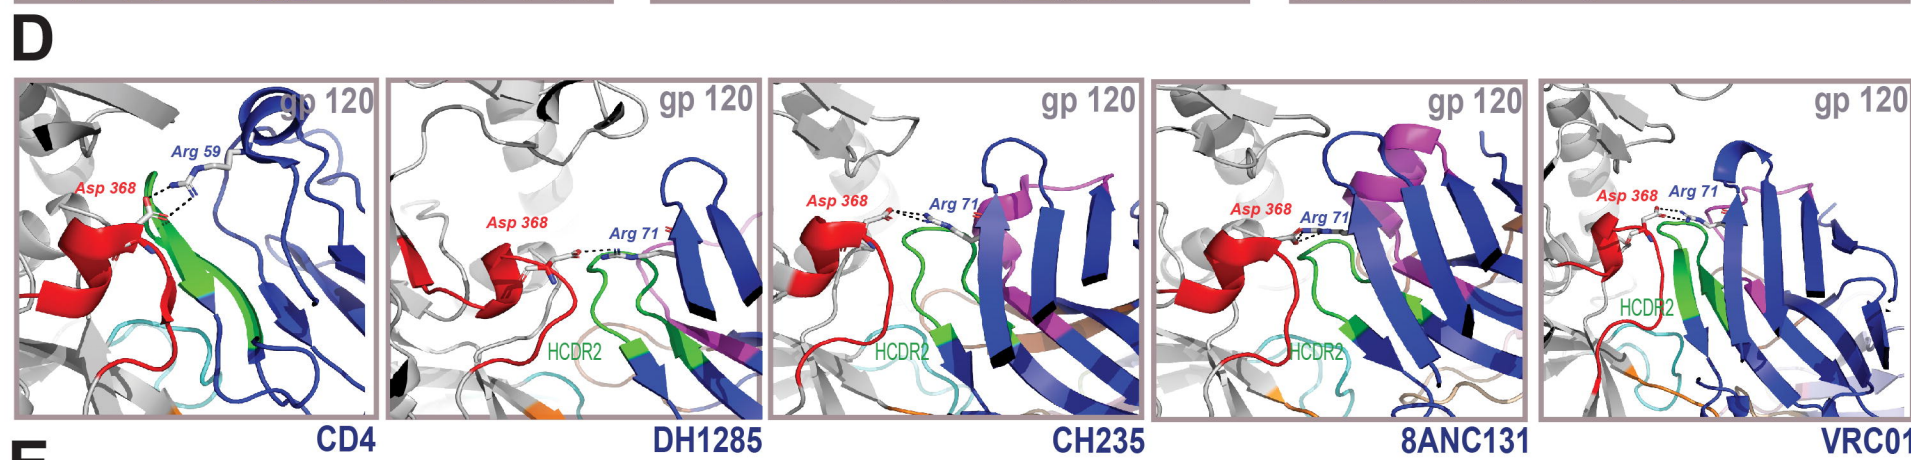 D
gp 120
Arg 59
Asp 368
gp 120
Asp 368
Arg 71
HCDR2
gp 120
Asp 368
Arg 71
HCDR2
gp 120
Asp 368
Arg 71
HCDR2
gp 120
Asp 368
Arg 71
HCDR2
CD4
DH1285
CH235
8ANC131
VRC01